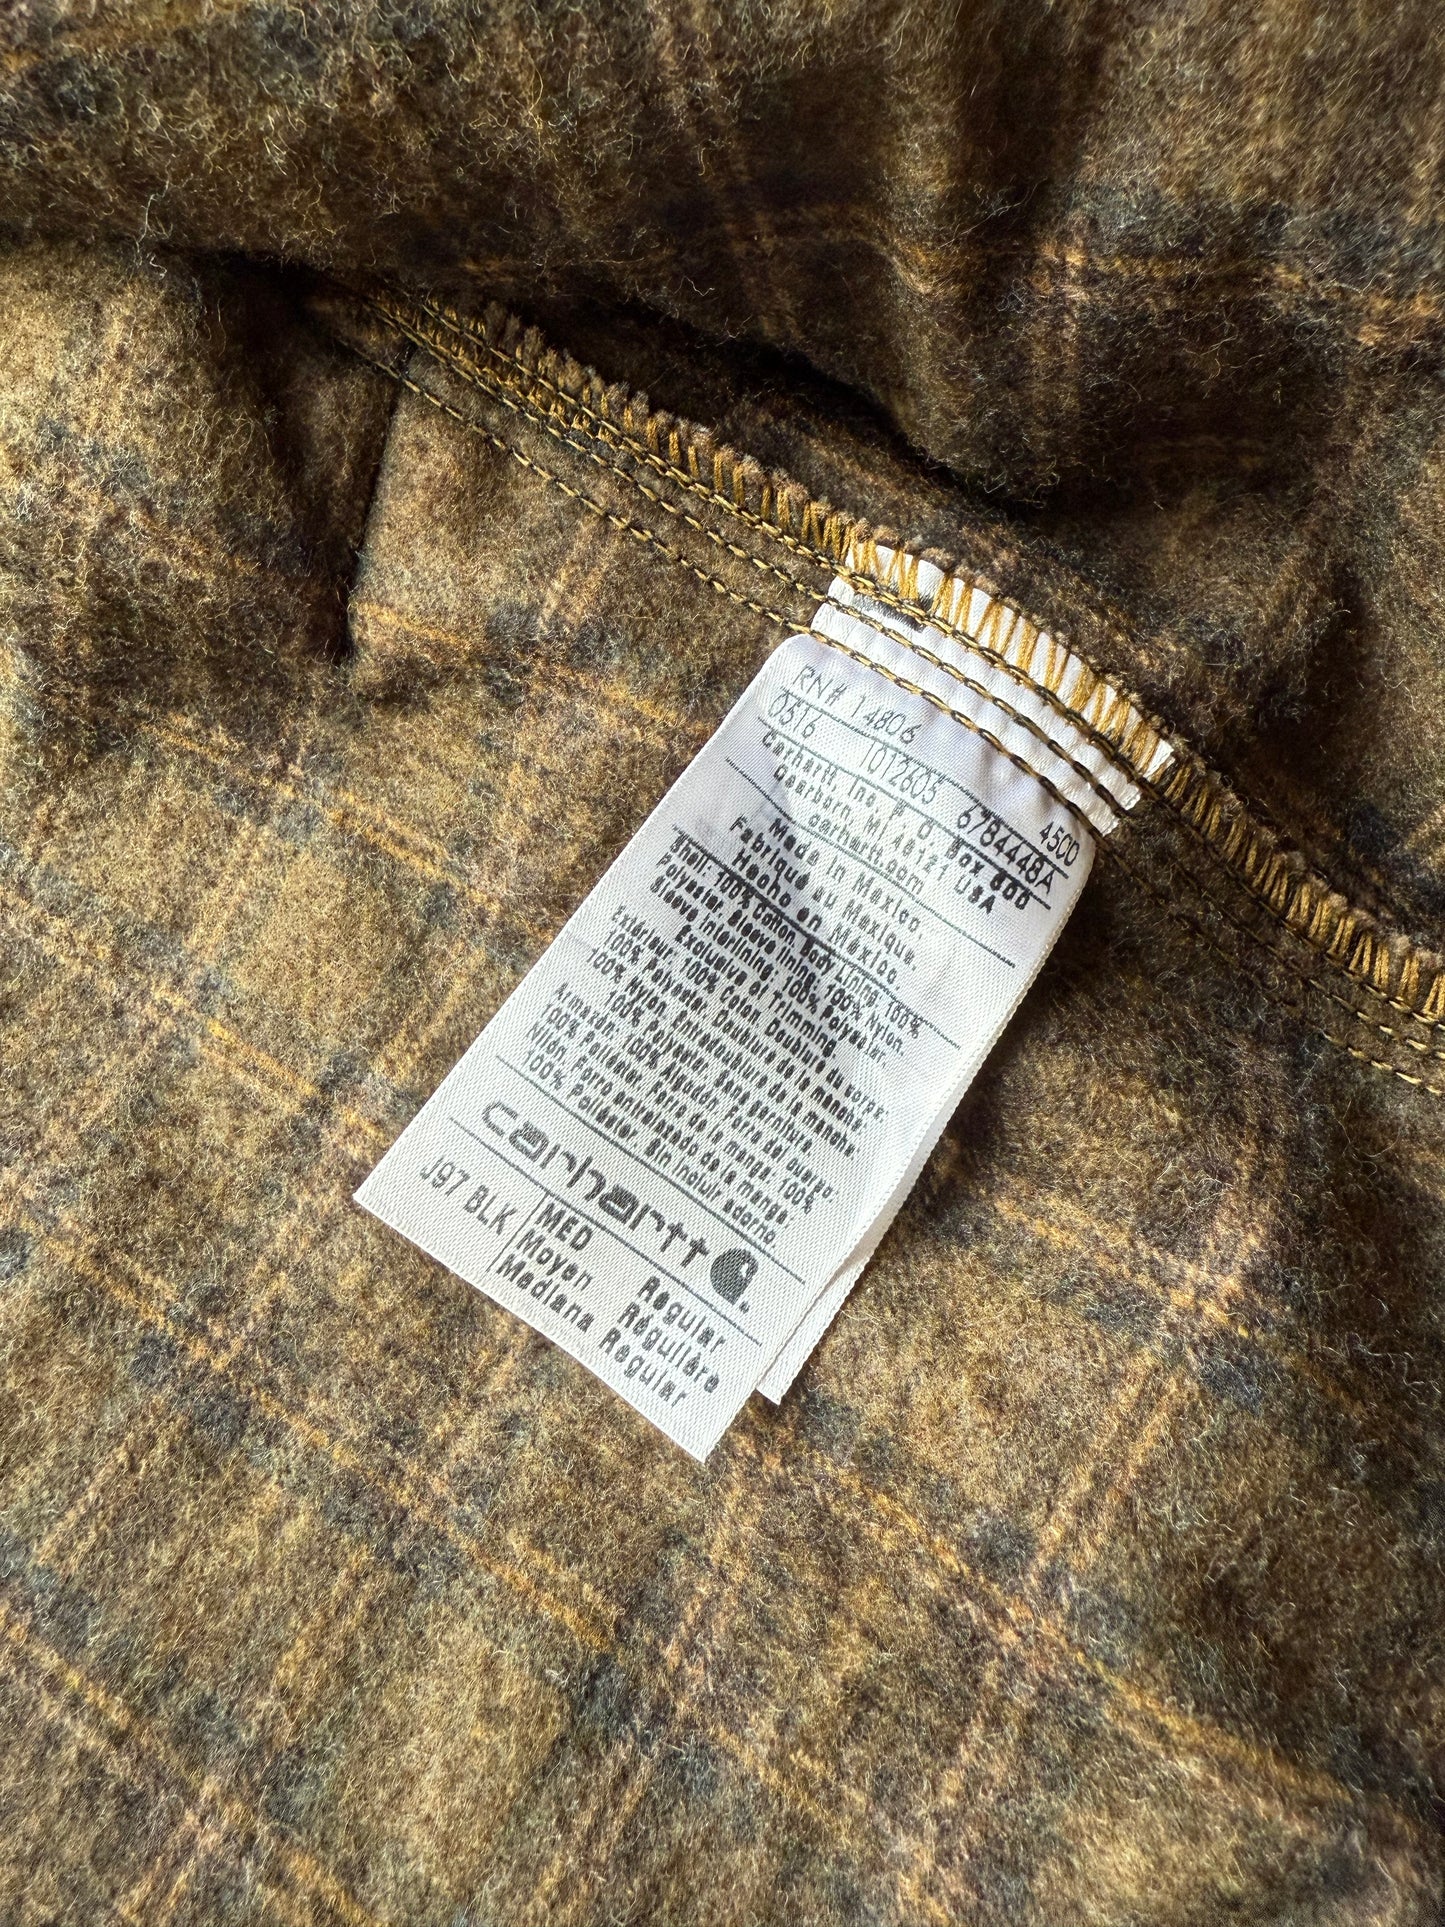 RN# 14806
0516 1012605 6784448A 4500
Carhartt, Inc. P.O. Box 600
Dearborn, MI 48121 USA
carhartt.com
Made in Mexico.
Fabriqué au Mexique.
Hecho en México.
Shell: 100% Cotton. Body Lining: 100%
Polyester. Sleeve lining: 100% Nylon.
Sleeve Interlining: 100% Polyester.
Exclusive of Trimming.
Extérieur: 100% Coton. Doublure du corps:
100% Polyester. Doublure de la manche:
100% Nylon. Entredoublure de la manche:
100% polyester. Sans garniture.
Armazón: 100% Algodón. Forro del cuerpo:
100% Poliester. Forro de la manga: 100%
Nilón. Forro entretelado de la manga:
100% Poliéster. Sin incluir adorno.
carhartt
J97 BLK MED Regular
Moyen Régulière
Mediana Regular